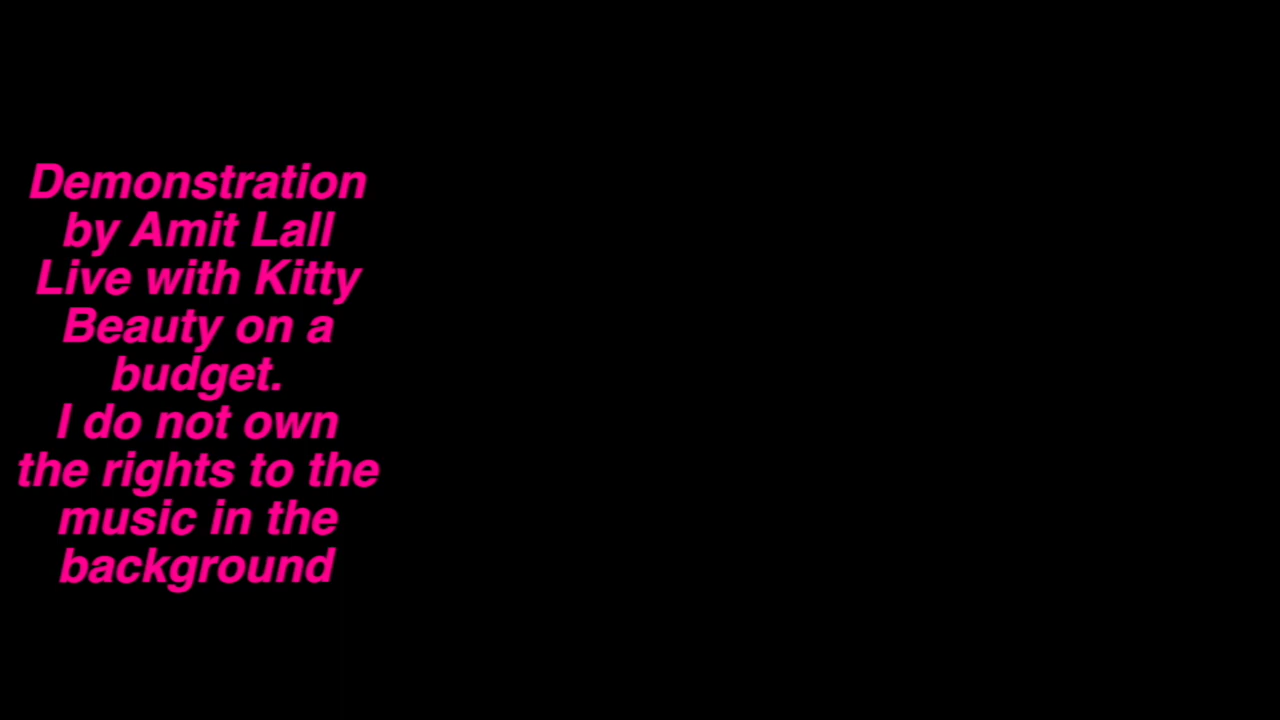 Demonstration
by Amit Lall
Live with Kitty
Beauty on a
budget.
I do not own
the rights to the
music in the
background